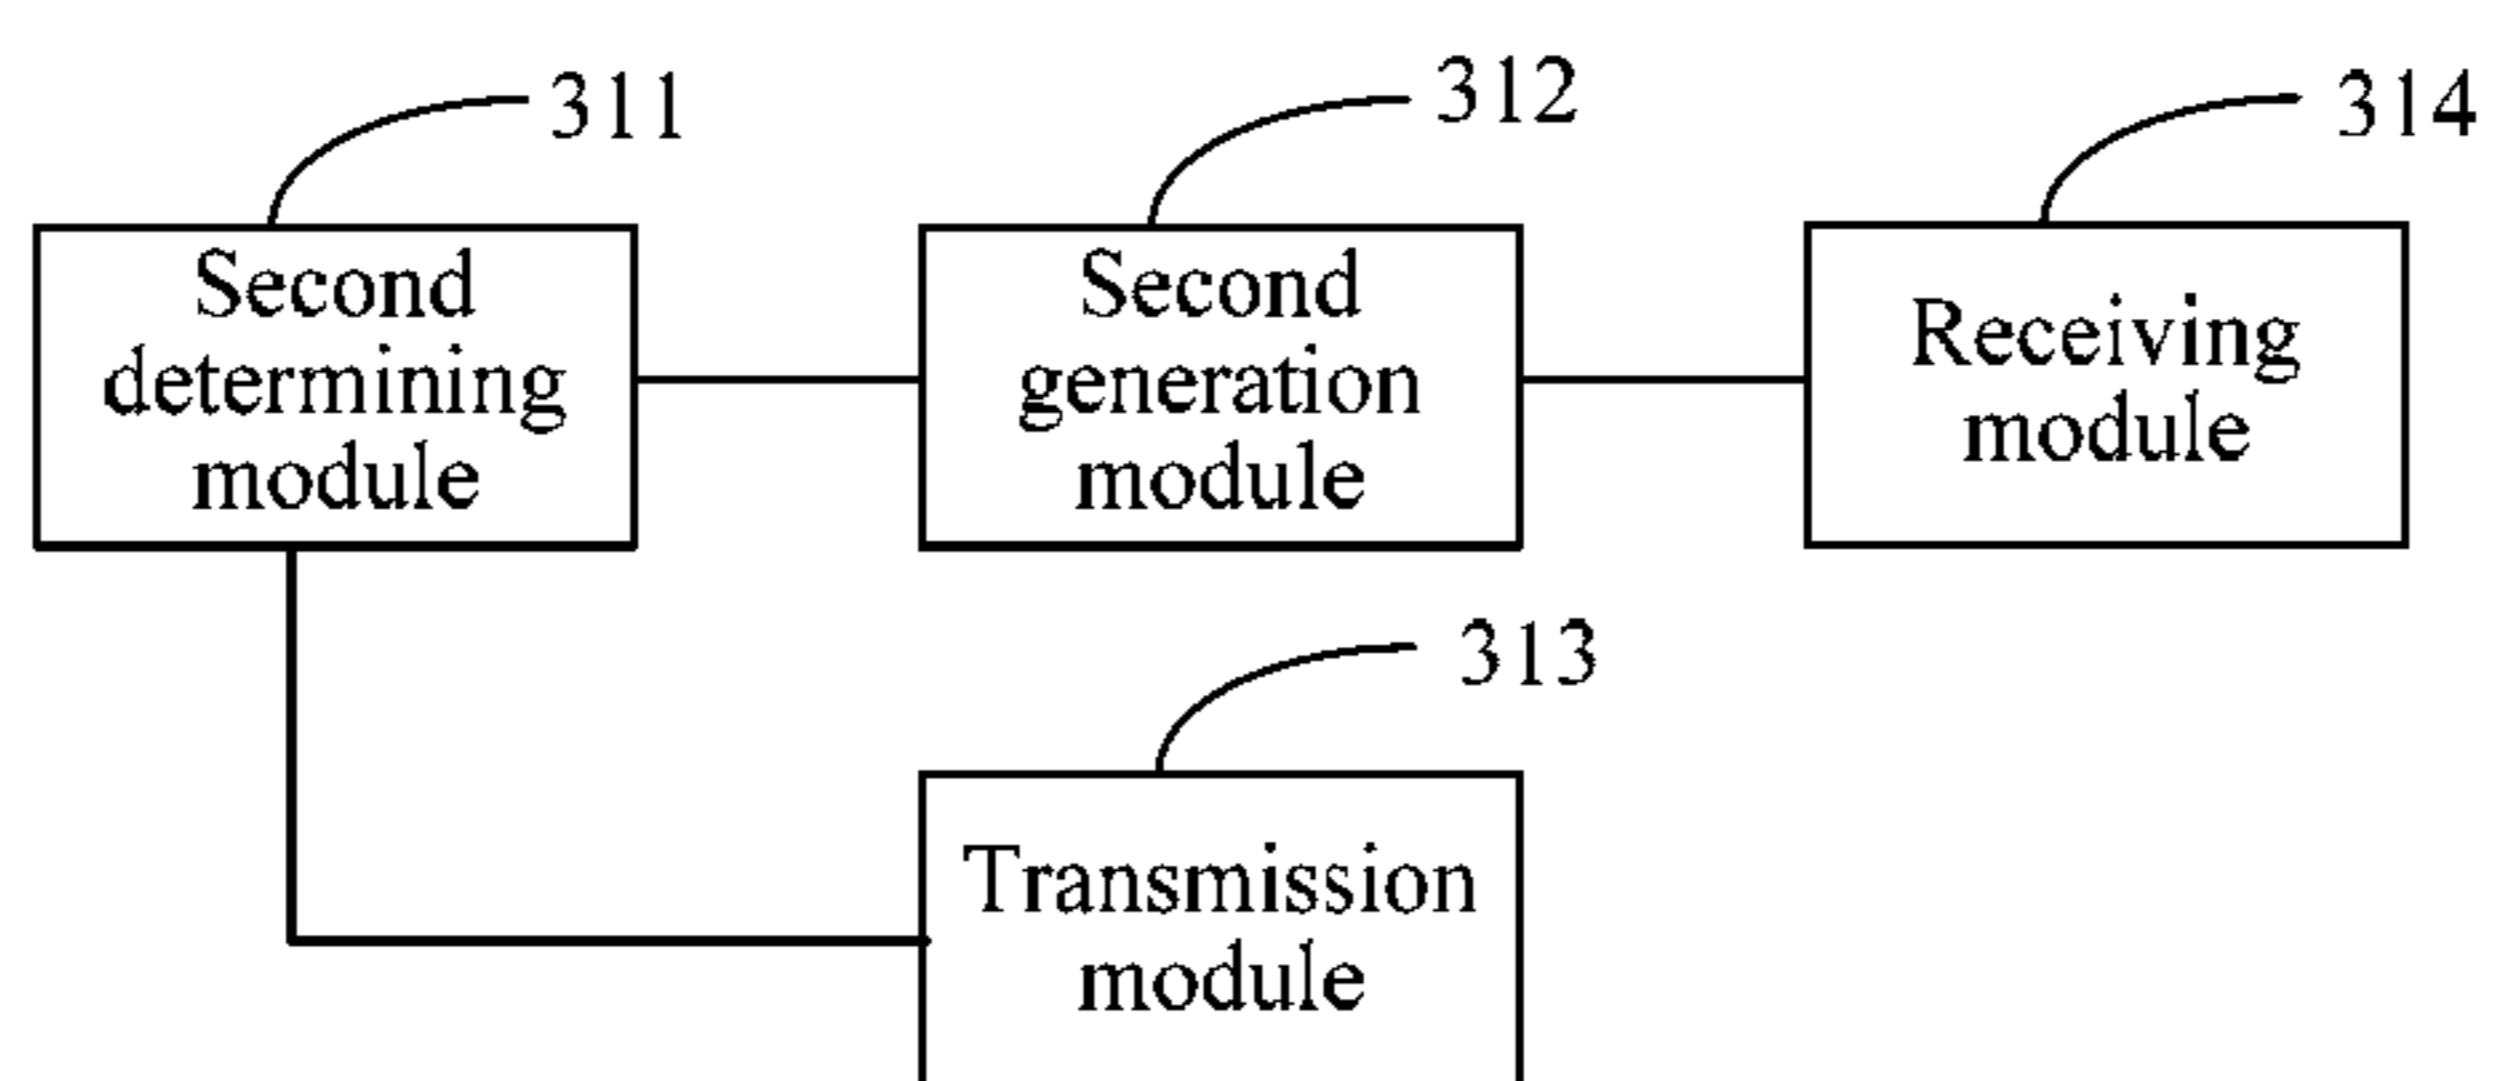 311
312
314
Second
determining
module
Second
generation
module
Receiving
module
313
Transmission
module